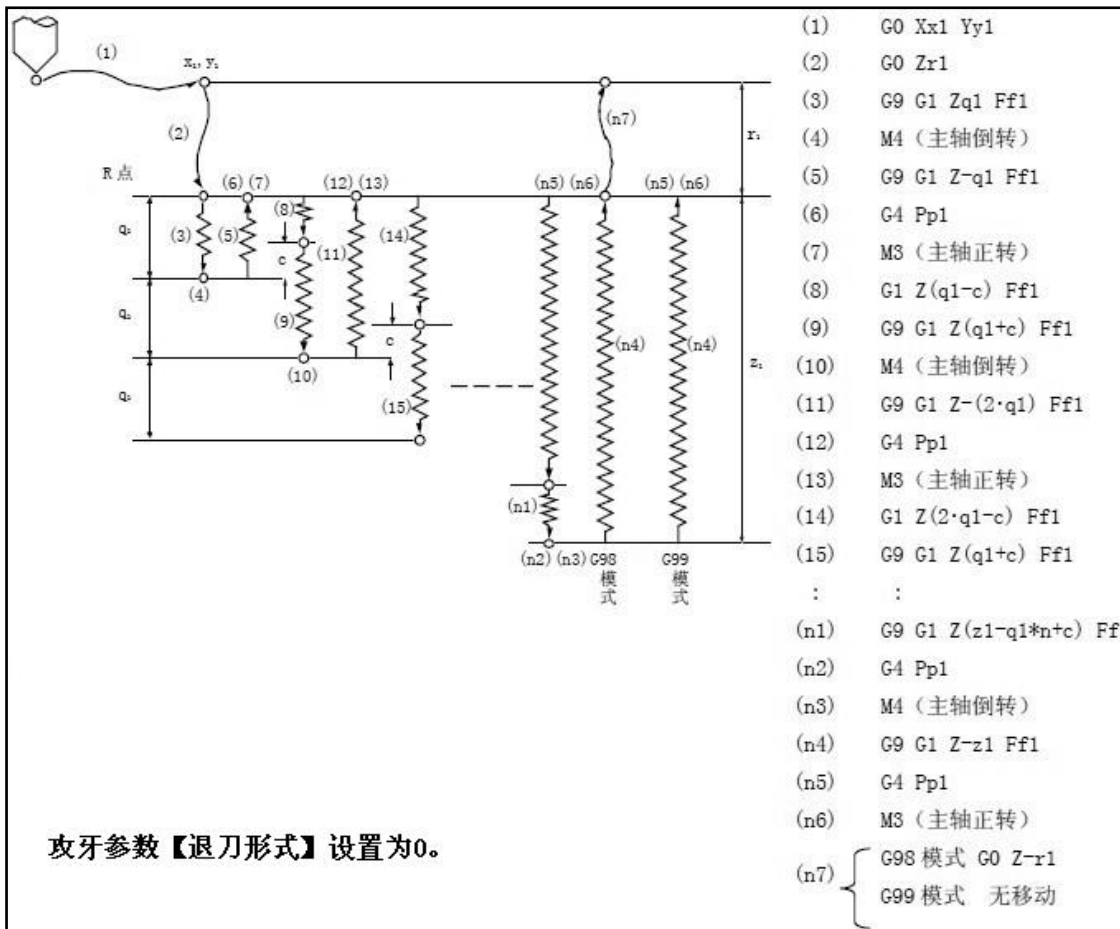 (1)
x₁, y₁
(2)
(n7)
r₁
R 点
(6) (7)
(12) (13)
(n5) (n6)
(n5) (n6)
(8)
(3)
(5)
c
(11)
(14)
(4)
(9)
c
(n4)
(n4)
z₁
(10)
(15)
(n1)
(n2) (n3) G98 模式
G99 模式
攻牙参数【退刀形式】设置为0。
(1) G0 Xx1 Yy1
(2) G0 Zr1
(3) G9 G1 Zq1 Ff1
(4) M4（主轴倒转）
(5) G9 G1 Z-q1 Ff1
(6) G4 Pp1
(7) M3（主轴正转）
(8) G1 Z(q1-c) Ff1
(9) G9 G1 Z(q1+c) Ff1
(10) M4（主轴倒转）
(11) G9 G1 Z-(2·q1) Ff1
(12) G4 Pp1
(13) M3（主轴正转）
(14) G1 Z(2·q1-c) Ff1
(15) G9 G1 Z(q1+c) Ff1
: :
(n1) G9 G1 Z(z1-q1*n+c) Ff
(n2) G4 Pp1
(n3) M4（主轴倒转）
(n4) G9 G1 Z-z1 Ff1
(n5) G4 Pp1
(n6) M3（主轴正转）
(n7) G98 模式 G0 Z-r1
G99 模式 无移动